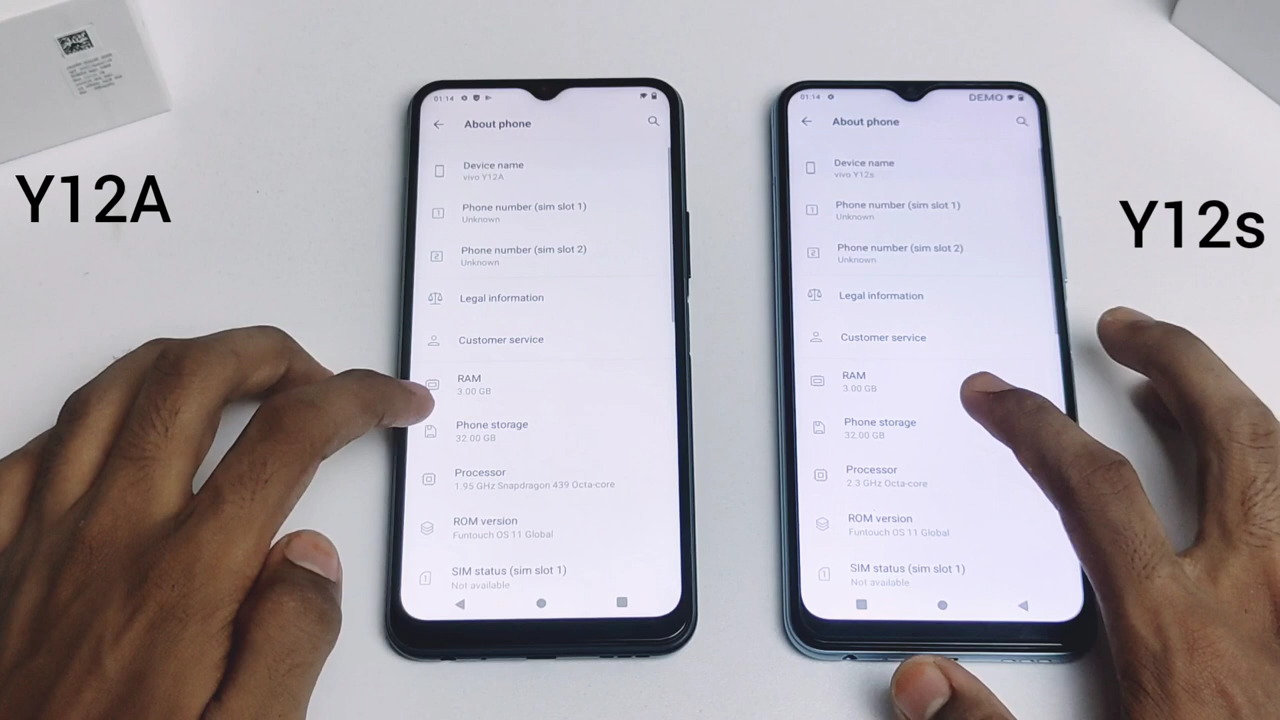 Y12A
01:14
About phone
Device name
vivo Y12A
Phone number (sim slot 1)
Unknown
Phone number (sim slot 2)
Unknown
Legal information
Customer service
RAM
3.00 GB
Phone storage
32.00 GB
Processor
1.95 GHz Snapdragon 439 Octa-core
ROM version
Funtouch OS 11 Global
SIM status (sim slot 1)
Not available
01:14
DEMO
About phone
Device name
vivo Y12s
Phone number (sim slot 1)
Unknown
Phone number (sim slot 2)
Unknown
Legal information
Customer service
RAM
3.00 GB
Phone storage
32.00 GB
Processor
2.3 GHz Octa-core
ROM version
Funtouch OS 11 Global
SIM status (sim slot 1)
Not available
Y12s